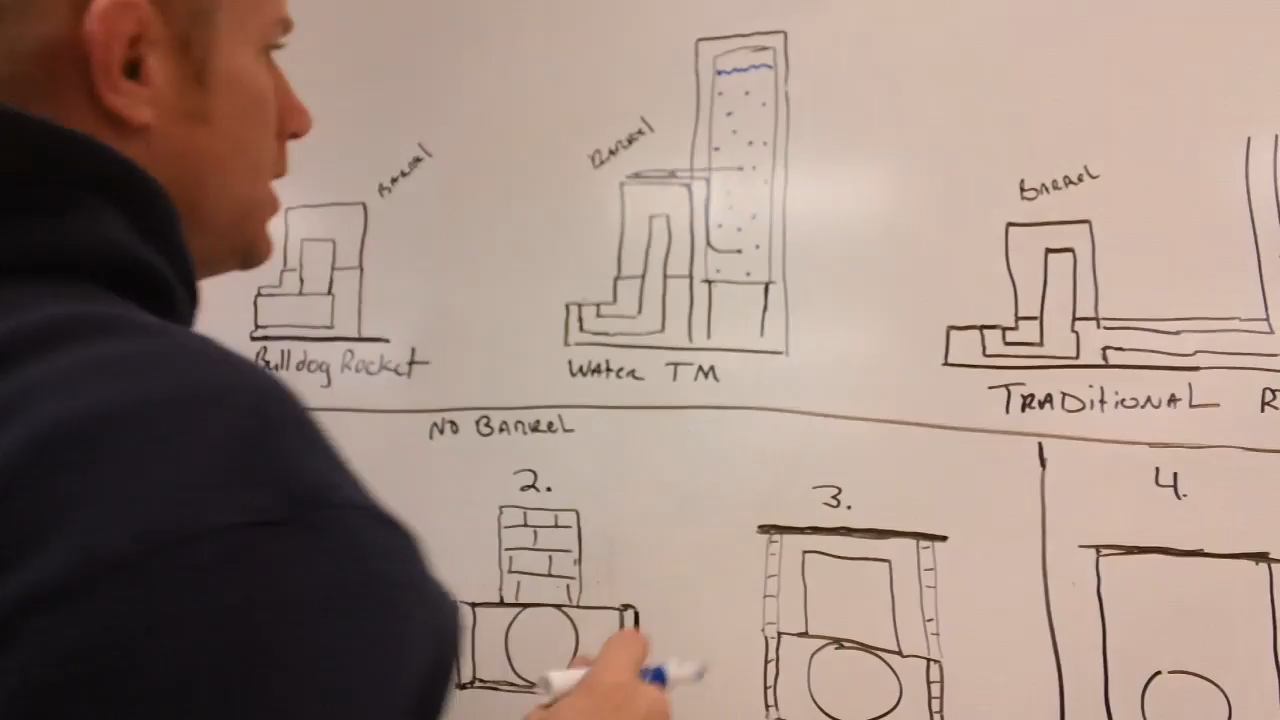 Barrel
Barrel
Barrel
Bulldog Rocket
Water TM
Traditional R
No Barrel
2.
3.
4.